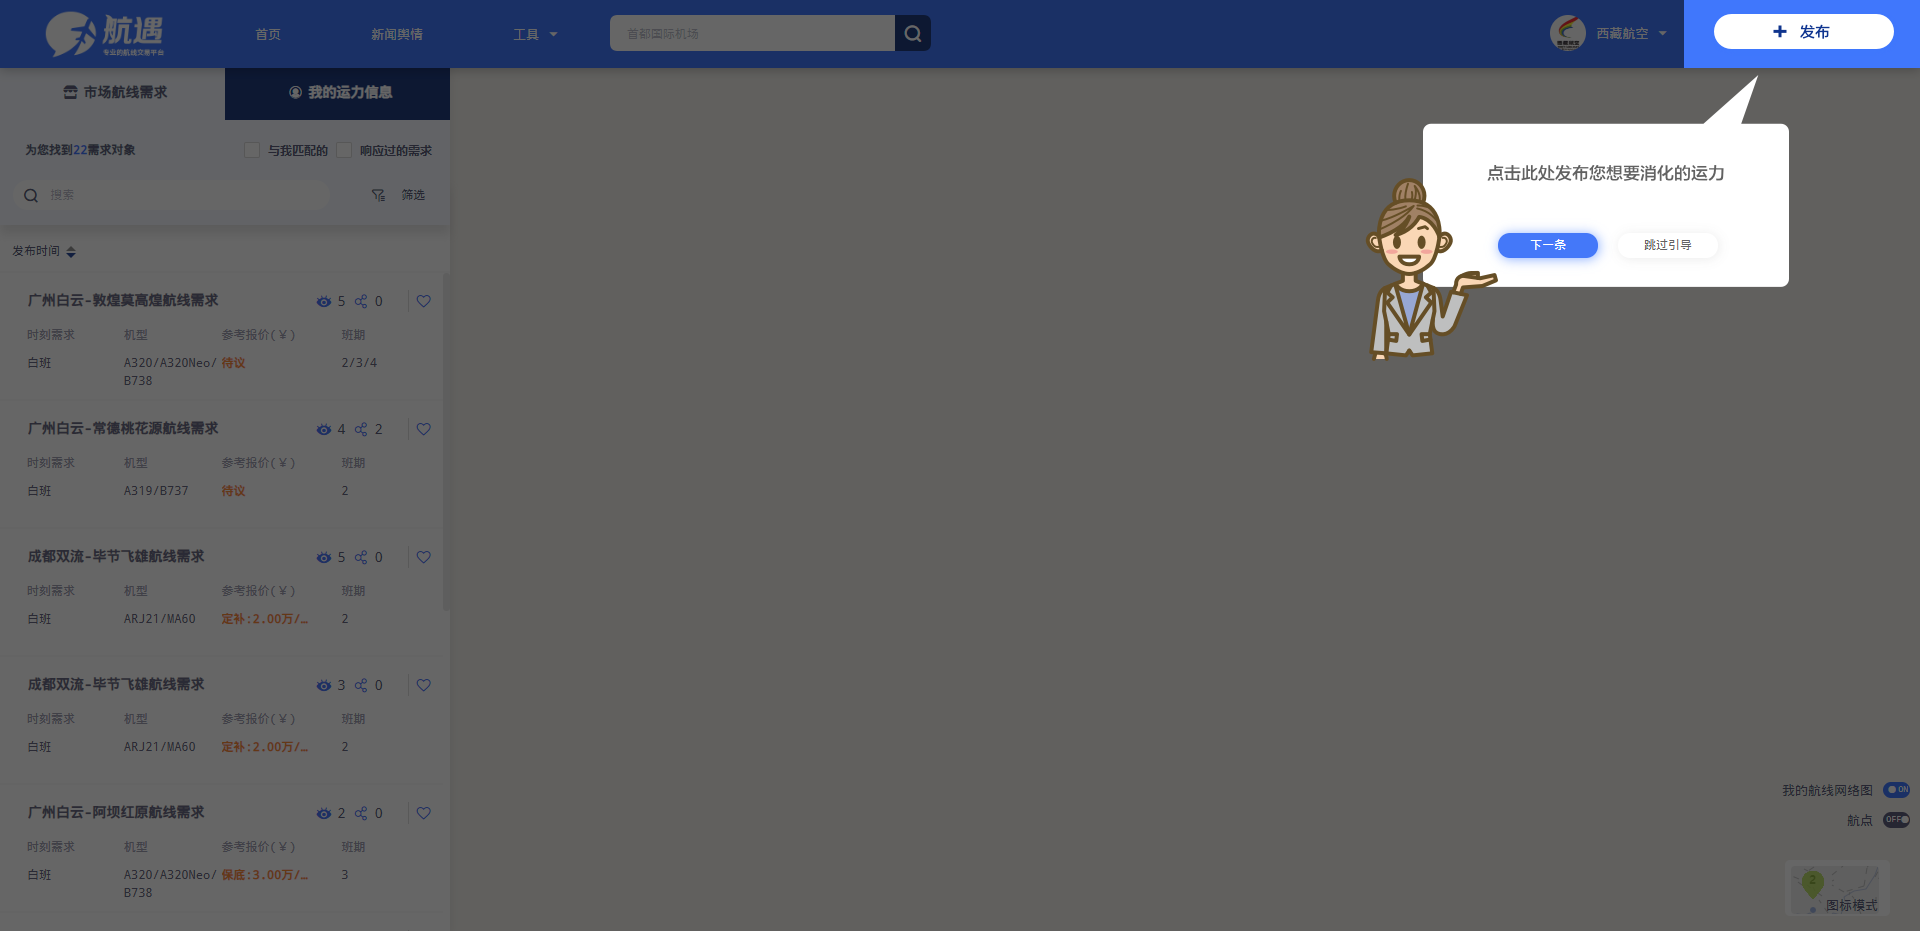 航遇
专业的航线交易平台
首页
新闻舆情
工具
首都国际机场
西藏航空
发布
市场航线需求
我的运力信息
为您找到22需求对象
与我匹配的
响应过的需求
搜索
筛选
发布时间
点击此处发布您想要消化的运力
下一条
跳过引导
广州白云-敦煌莫高煌航线需求 5 0
时刻需求 机型 参考报价(￥) 班期
白班 A320/A320Neo/ 待议 2/3/4
B738
广州白云-常德桃花源航线需求 4 2
时刻需求 机型 参考报价(￥) 班期
白班 A319/B737 待议 2
成都双流-毕节飞雄航线需求 5 0
时刻需求 机型 参考报价(￥) 班期
白班 ARJ21/MA60 定补:2.00万/… 2
成都双流-毕节飞雄航线需求 3 0
时刻需求 机型 参考报价(￥) 班期
白班 ARJ21/MA60 定补:2.00万/… 2
广州白云-阿坝红原航线需求 2 0
时刻需求 机型 参考报价(￥) 班期
白班 A320/A320Neo/ 保底:3.00万/… 3
B738
我的航线网络图 ON
航点 OFF
2
图标模式